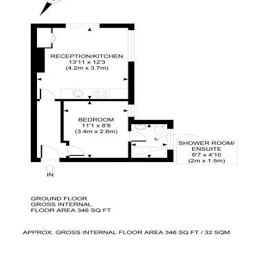 RECEPTION/KITCHEN
13'11 x 12'3
(4.2m x 3.7m)
BEDROOM
11'1 x 8'8
(3.4m x 2.6m)
SHOWER ROOM/
ENSUITE
6'7 x 4'10
(2m x 1.5m)
IN
GROUND FLOOR
GROSS INTERNAL
FLOOR AREA 346 SQ FT
APPROX. GROSS INTERNAL FLOOR AREA 346 SQ FT / 32 SQM